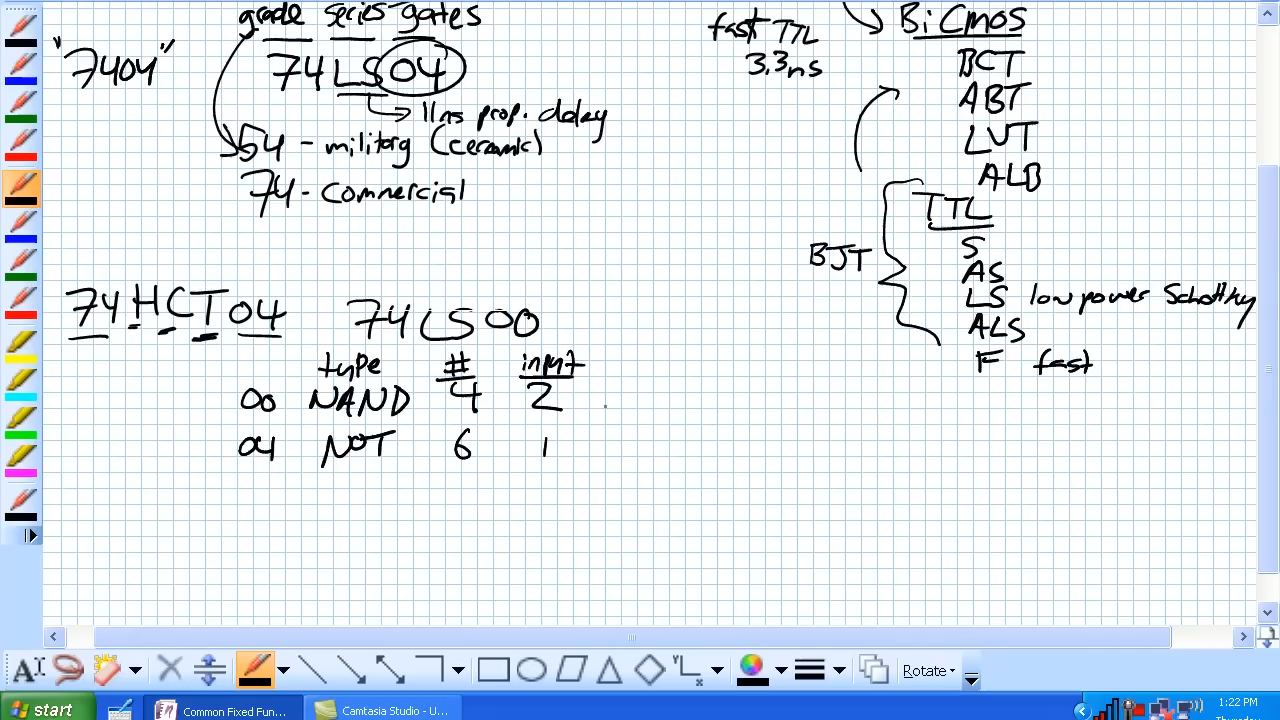 grade series gates
"7404"
74LS04
11ns prop. delay
54 - military (ceramic)
74 - commercial
fast TTL
3.3ns
BiCmos
BCT
ABT
LVT
ALB
TTL
BJT
S
AS
LS low power Schottky
ALS
F fast
74HCT04 74LS00
type # input
00 NAND 4 2
04 NOT 6 1
A
Rotate
start
Common Fixed Fun...
Camtasia Studio - U...
1:22 PM
Thursday